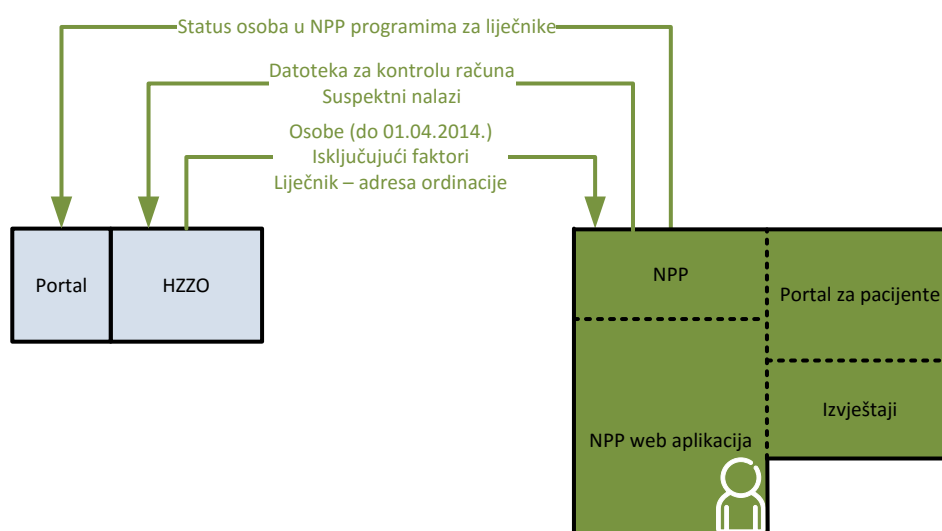 Status osoba u NPP programima za liječnike
Datoteka za kontrolu računa
Suspektni nalazi
Osobe (do 01.04.2014.)
Isključujući faktori
Liječnik – adresa ordinacije
Portal
HZZO
NPP
Portal za pacijente
Izvještaji
NPP web aplikacija